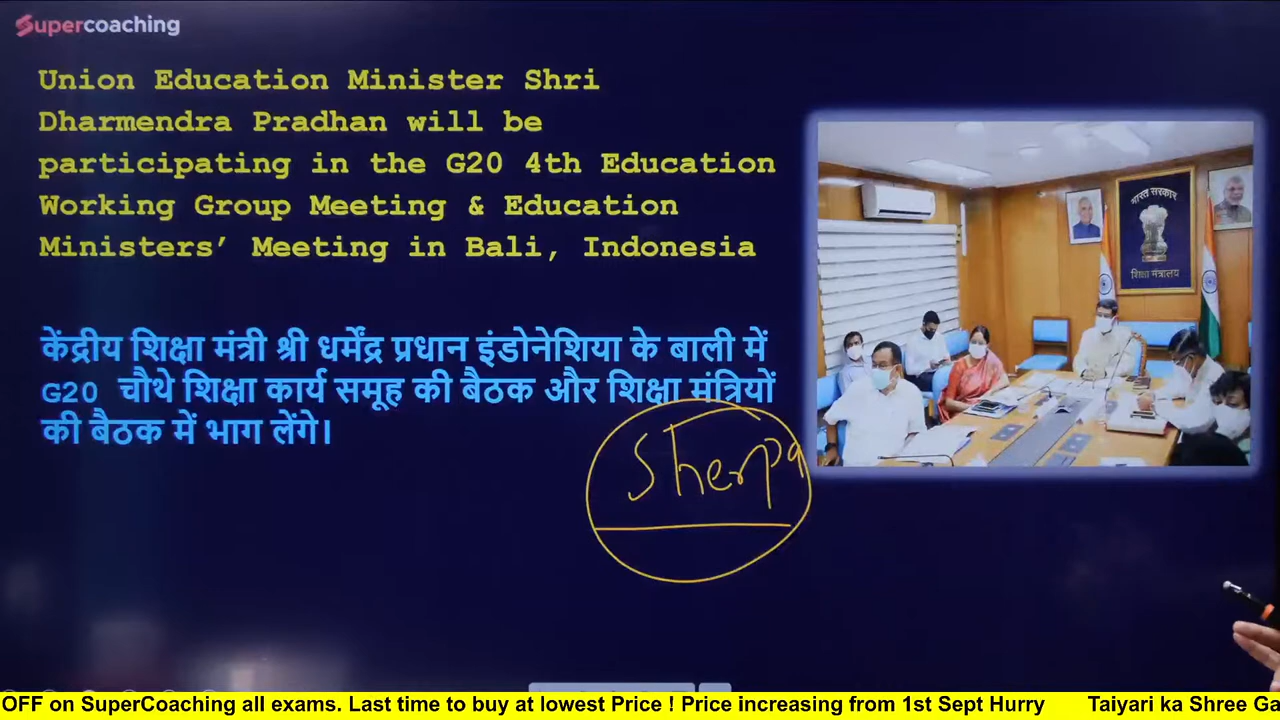 Supercoaching
Union Education Minister Shri
Dharmendra Pradhan will be
participating in the G20 4th Education
Working Group Meeting & Education
Ministers’ Meeting in Bali, Indonesia
केंद्रीय शिक्षा मंत्री श्री धर्मेंद्र प्रधान इंडोनेशिया के बाली में
G20 चौथे शिक्षा कार्य समूह की बैठक और शिक्षा मंत्रियों
की बैठक में भाग लेंगे।
Sherpa
भारत सरकार
शिक्षा मंत्रालय
OFF on SuperCoaching all exams. Last time to buy at lowest Price ! Price increasing from 1st Sept Hurry Taiyari ka Shree Ga